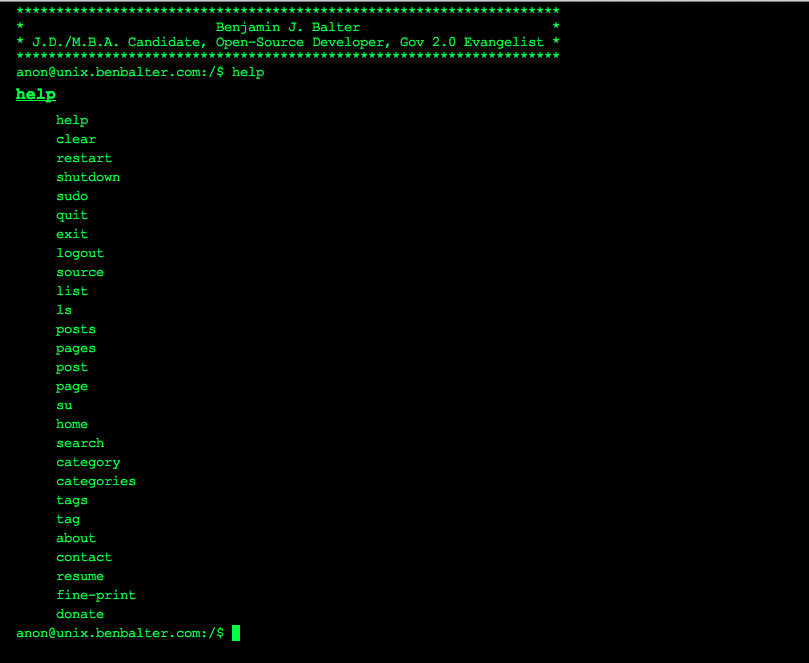 ********************************************************************
* Benjamin J. Balter *
* J.D./M.B.A. Candidate, Open-Source Developer, Gov 2.0 Evangelist *
********************************************************************
anon@unix.benbalter.com:/$ help
help
help
clear
restart
shutdown
sudo
quit
exit
logout
source
list
ls
posts
pages
post
page
su
home
search
category
categories
tags
tag
about
contact
resume
fine-print
donate
anon@unix.benbalter.com:/$